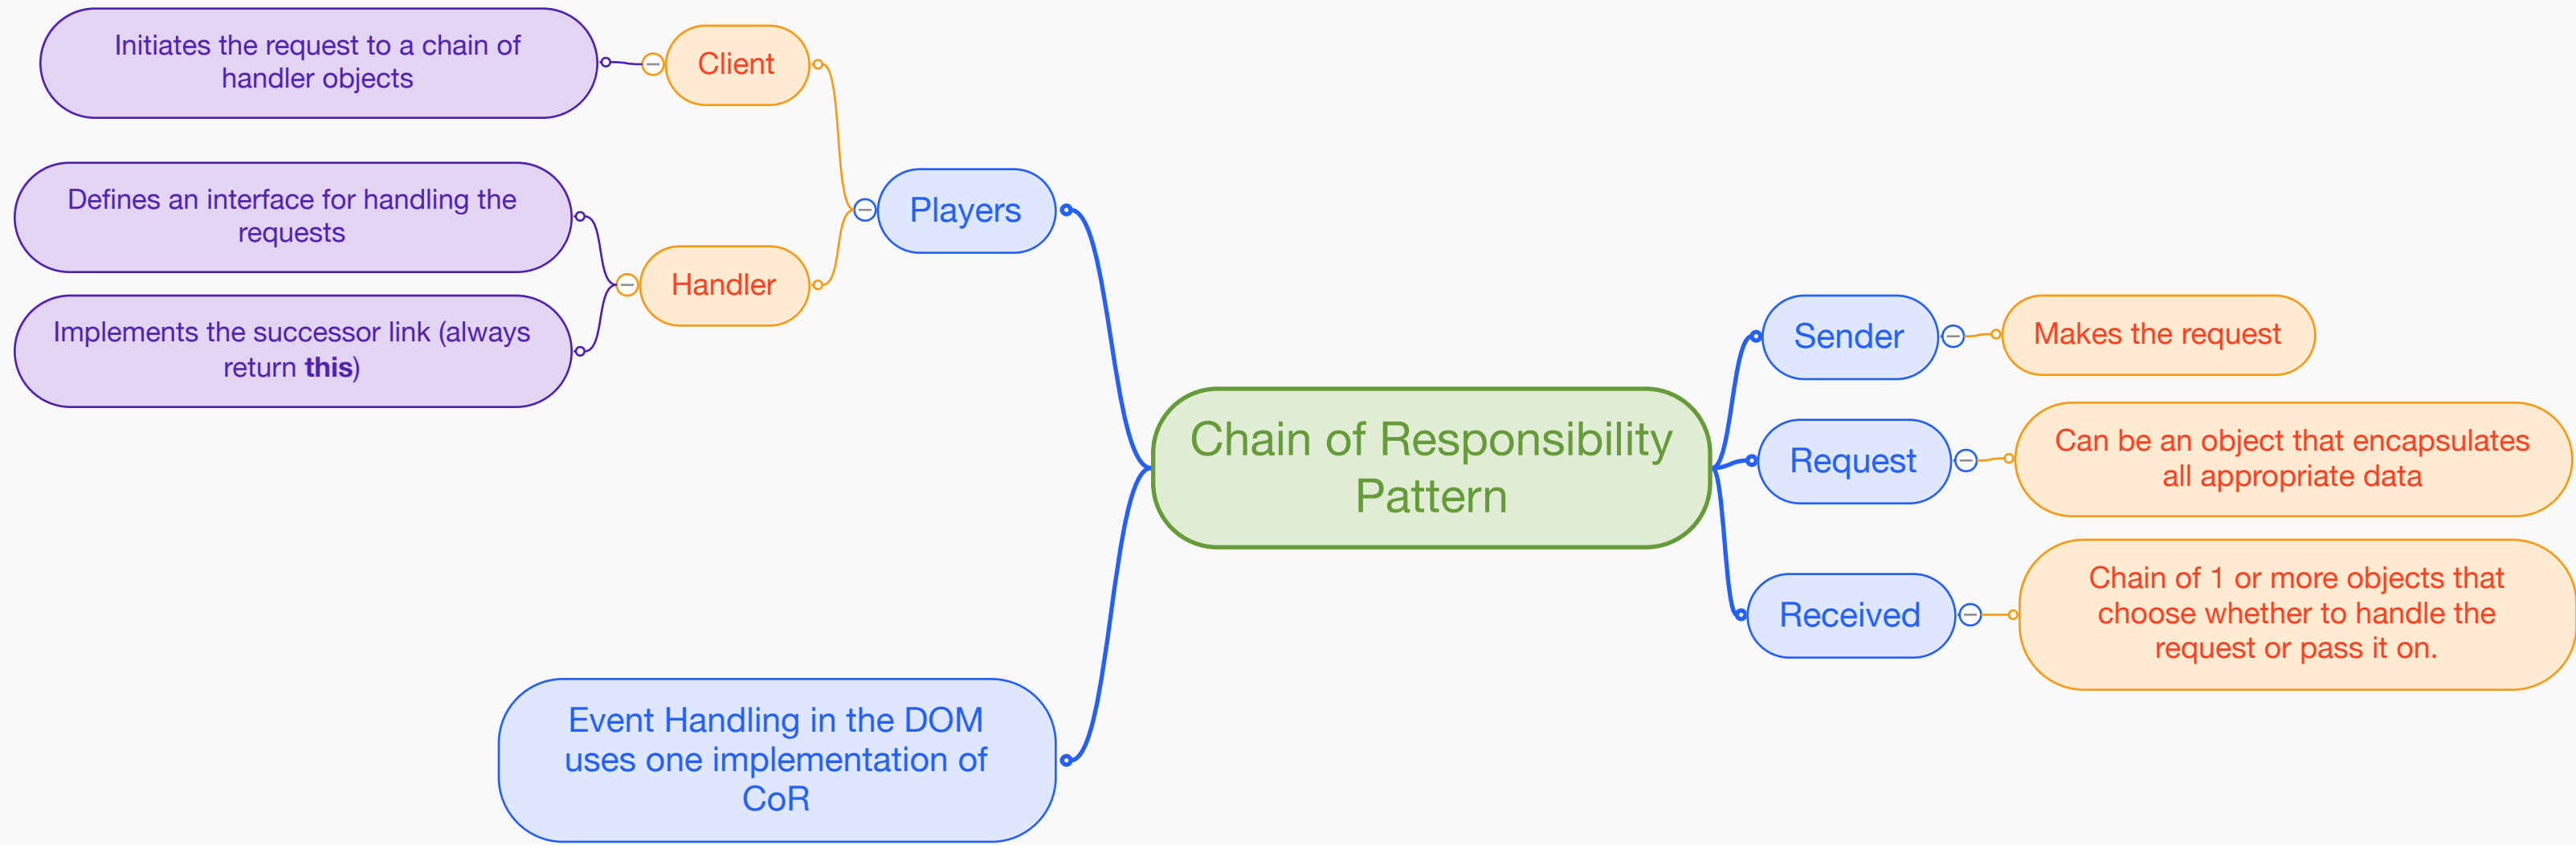 Initiates the request to a chain of
handler objects
Client
Defines an interface for handling the
requests
Players
Handler
Implements the successor link (always
return this)
Chain of Responsibility
Pattern
Sender
Makes the request
Request
Can be an object that encapsulates
all appropriate data
Received
Chain of 1 or more objects that
choose whether to handle the
request or pass it on.
Event Handling in the DOM
uses one implementation of
CoR